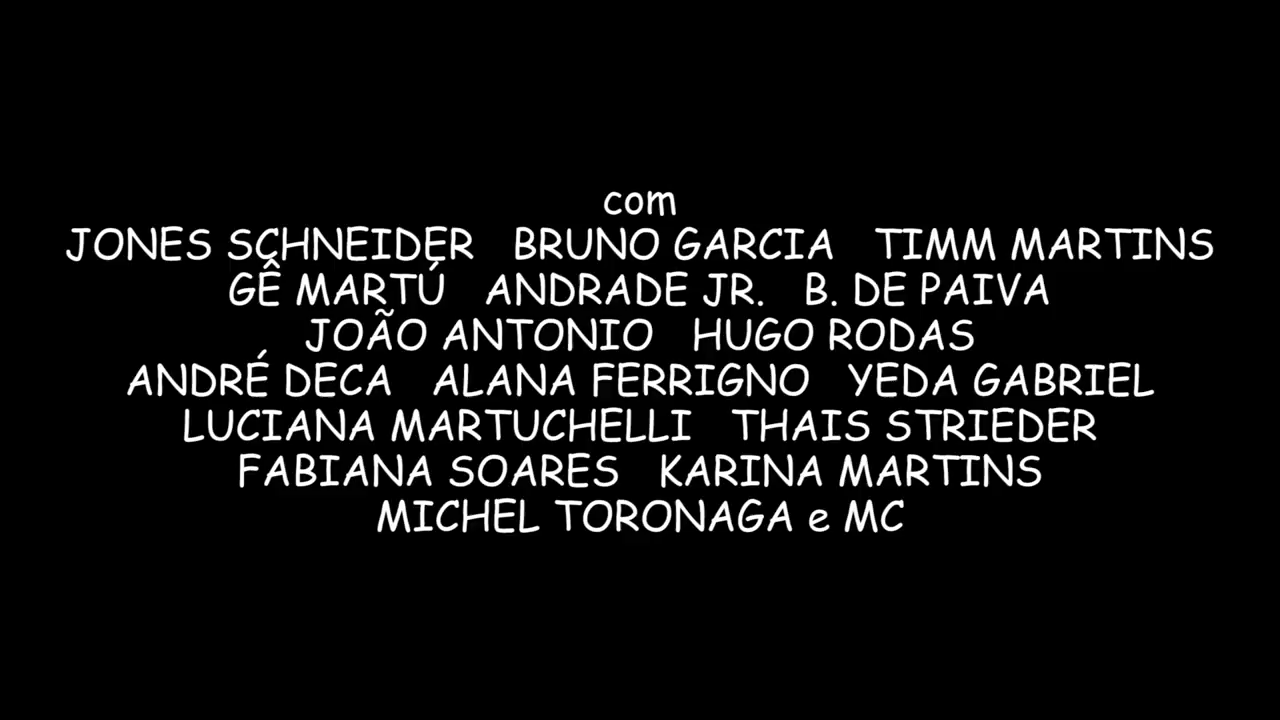 com
JONES SCHNEIDER BRUNO GARCIA TIMM MARTINS
GÊ MARTÚ ANDRADE JR. B. DE PAIVA
JOÃO ANTONIO HUGO RODAS
ANDRÉ DECA ALANA FERRIGNO YEDA GABRIEL
LUCIANA MARTUCHELLI THAIS STRIEDER
FABIANA SOARES KARINA MARTINS
MICHEL TORONAGA e MC